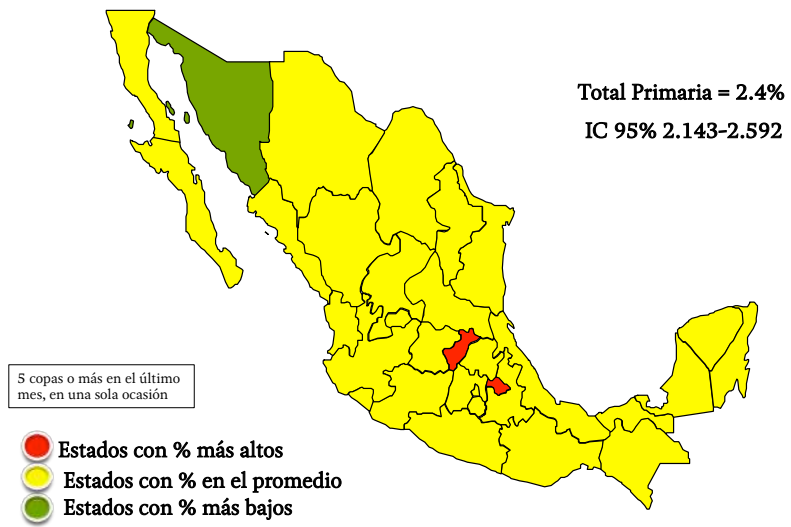 Total Primaria = 2.4%
IC 95% 2.143-2.592
5 copas o más en el último
mes, en una sola ocasión
Estados con % más altos
Estados con % en el promedio
Estados con % más bajos